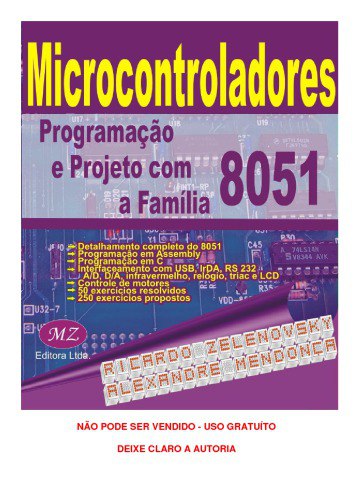 Microcontroladores
Programação
e Projeto com
a Família
8051
Detalhamento completo do 8051
Programação em Assembly
Programação em C
Interfaceamento com USB, IrDA, RS 232
A/D, D/A, infravermelho, relógio, triac e LCD
Controle de motores
50 exercícios resolvidos
250 exercícios propostos
74LS14N
MZ
Editora Ltda.
RICARDO ZELENOVSKY
ALEXANDRE MENDONÇA
NÃO PODE SER VENDIDO - USO GRATUÍTO
DEIXE CLARO A AUTORIA